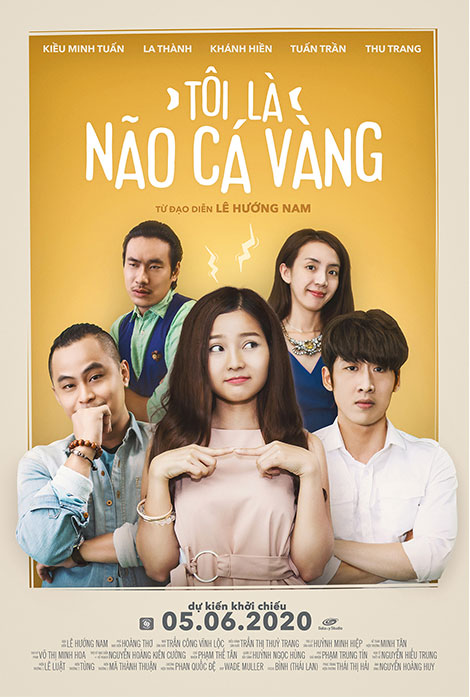 KIỀU MINH TUẤN LA THÀNH KHÁNH HIỀN TUẤN TRẦN THU TRANG
TÔI LÀ
NÃO CÁ VÀNG
TỪ ĐẠO DIỄN LÊ HƯỚNG NAM
dự kiến khởi chiếu
05.06.2020
LÊ HƯỚNG NAM HOÀNG THƠ TRẦN CÔNG VĨNH LỘC TRẦN THỊ THUỲ TRANG HUỲNH MINH HIỆP MINH TÂN
VÕ THỊ MINH HOA NGUYỄN HOÀNG KIÊN CƯỜNG PHẠM THẾ TÂN HUỲNH NGỌC HÙNG PHẠM TRUNG TÍN NGUYỄN HIẾU TRUNG
LÊ LUẬT TÙNG MÃ THÀNH THUẬN PHAN QUỐC ĐỆ WADE MULLER BÌNH (THÁI LAN) THÁI THỊ HẢI NGUYỄN HOÀNG HUY